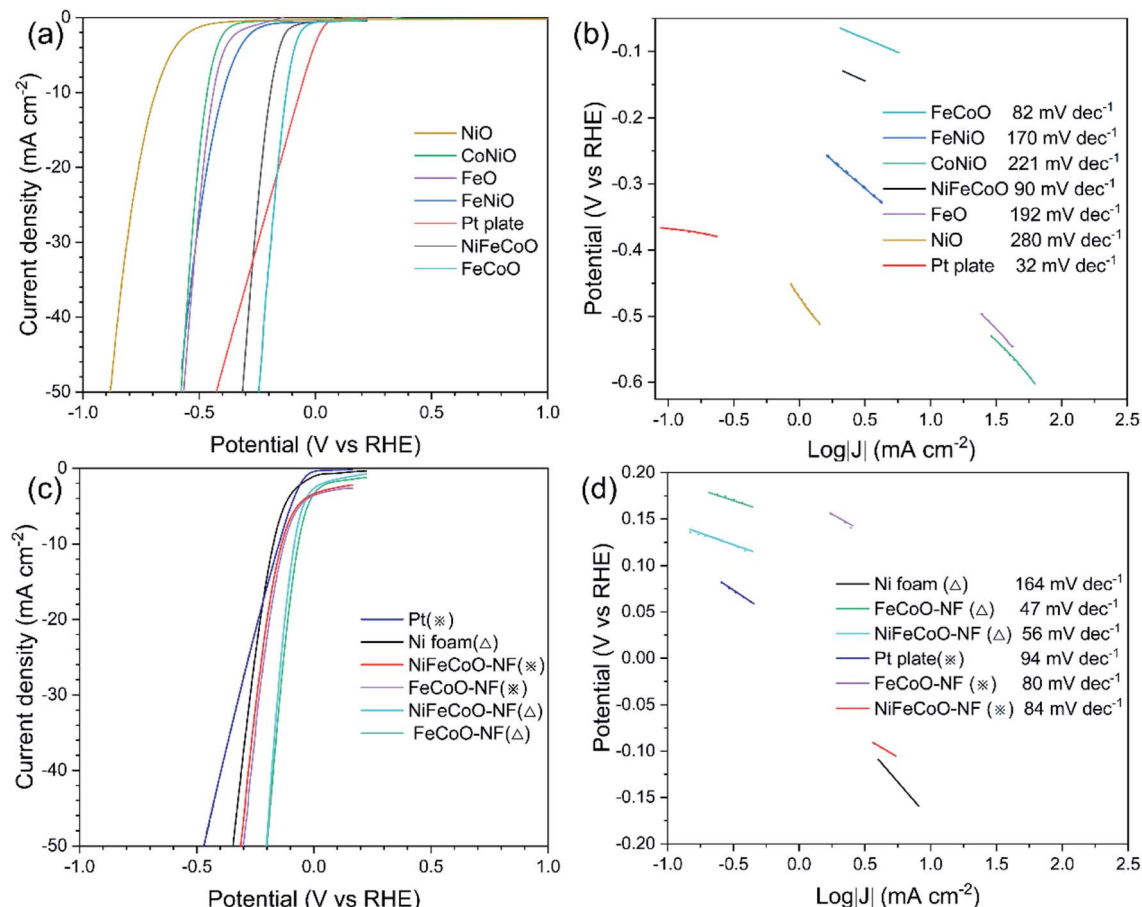 (a)
0
-10
-20
-30
-40
-50
Current density (mA cm-2)
NiO
CoNiO
FeO
FeNiO
Pt plate
NiFeCoO
FeCoO
-1.0 -0.5 0.0 0.5 1.0
Potential (V vs RHE)
(b)
-0.1
-0.2
-0.3
-0.4
-0.5
-0.6
Potential (V vs RHE)
FeCoO 82 mV dec-1
FeNiO 170 mV dec-1
CoNiO 221 mV dec-1
NiFeCoO 90 mV dec-1
FeO 192 mV dec-1
NiO 280 mV dec-1
Pt plate 32 mV dec-1
-1.0 -0.5 0.0 0.5 1.0 1.5 2.0 2.5
Log|J| (mA cm-2)
(c)
0
-10
-20
-30
-40
-50
Current density (mA cm-2)
Pt(※)
Ni foam(△)
NiFeCoO-NF(※)
FeCoO-NF(※)
NiFeCoO-NF(△)
FeCoO-NF(△)
-1.0 -0.5 0.0 0.5 1.0
Potential (V vs RHE)
(d)
0.20
0.15
0.10
0.05
0.00
-0.05
-0.10
-0.15
-0.20
Potential (V vs RHE)
Ni foam (△) 164 mV dec-1
FeCoO-NF (△) 47 mV dec-1
NiFeCoO-NF (△) 56 mV dec-1
Pt plate(※) 94 mV dec-1
FeCoO-NF (※) 80 mV dec-1
NiFeCoO-NF (※) 84 mV dec-1
-1.0 -0.5 0.0 0.5 1.0 1.5 2.0 2.5
Log|J| (mA cm-2)